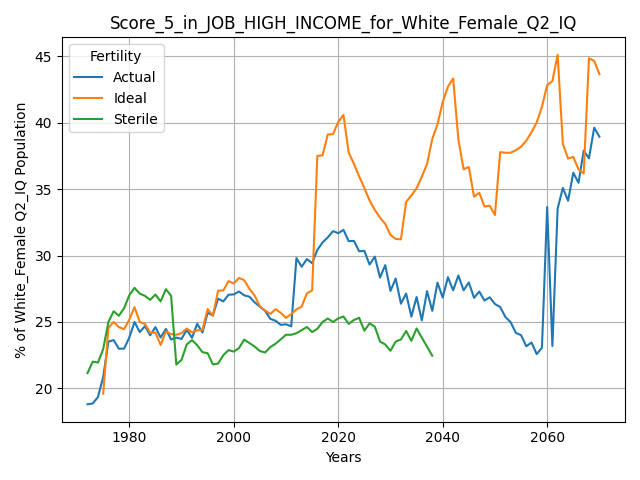 Score_5_in_JOB_HIGH_INCOME_for_White_Female_Q2_IQ
Fertility
Actual
Ideal
Sterile
% of White_Female Q2_IQ Population
45
40
35
30
25
20
1980
2000
2020
2040
2060
Years